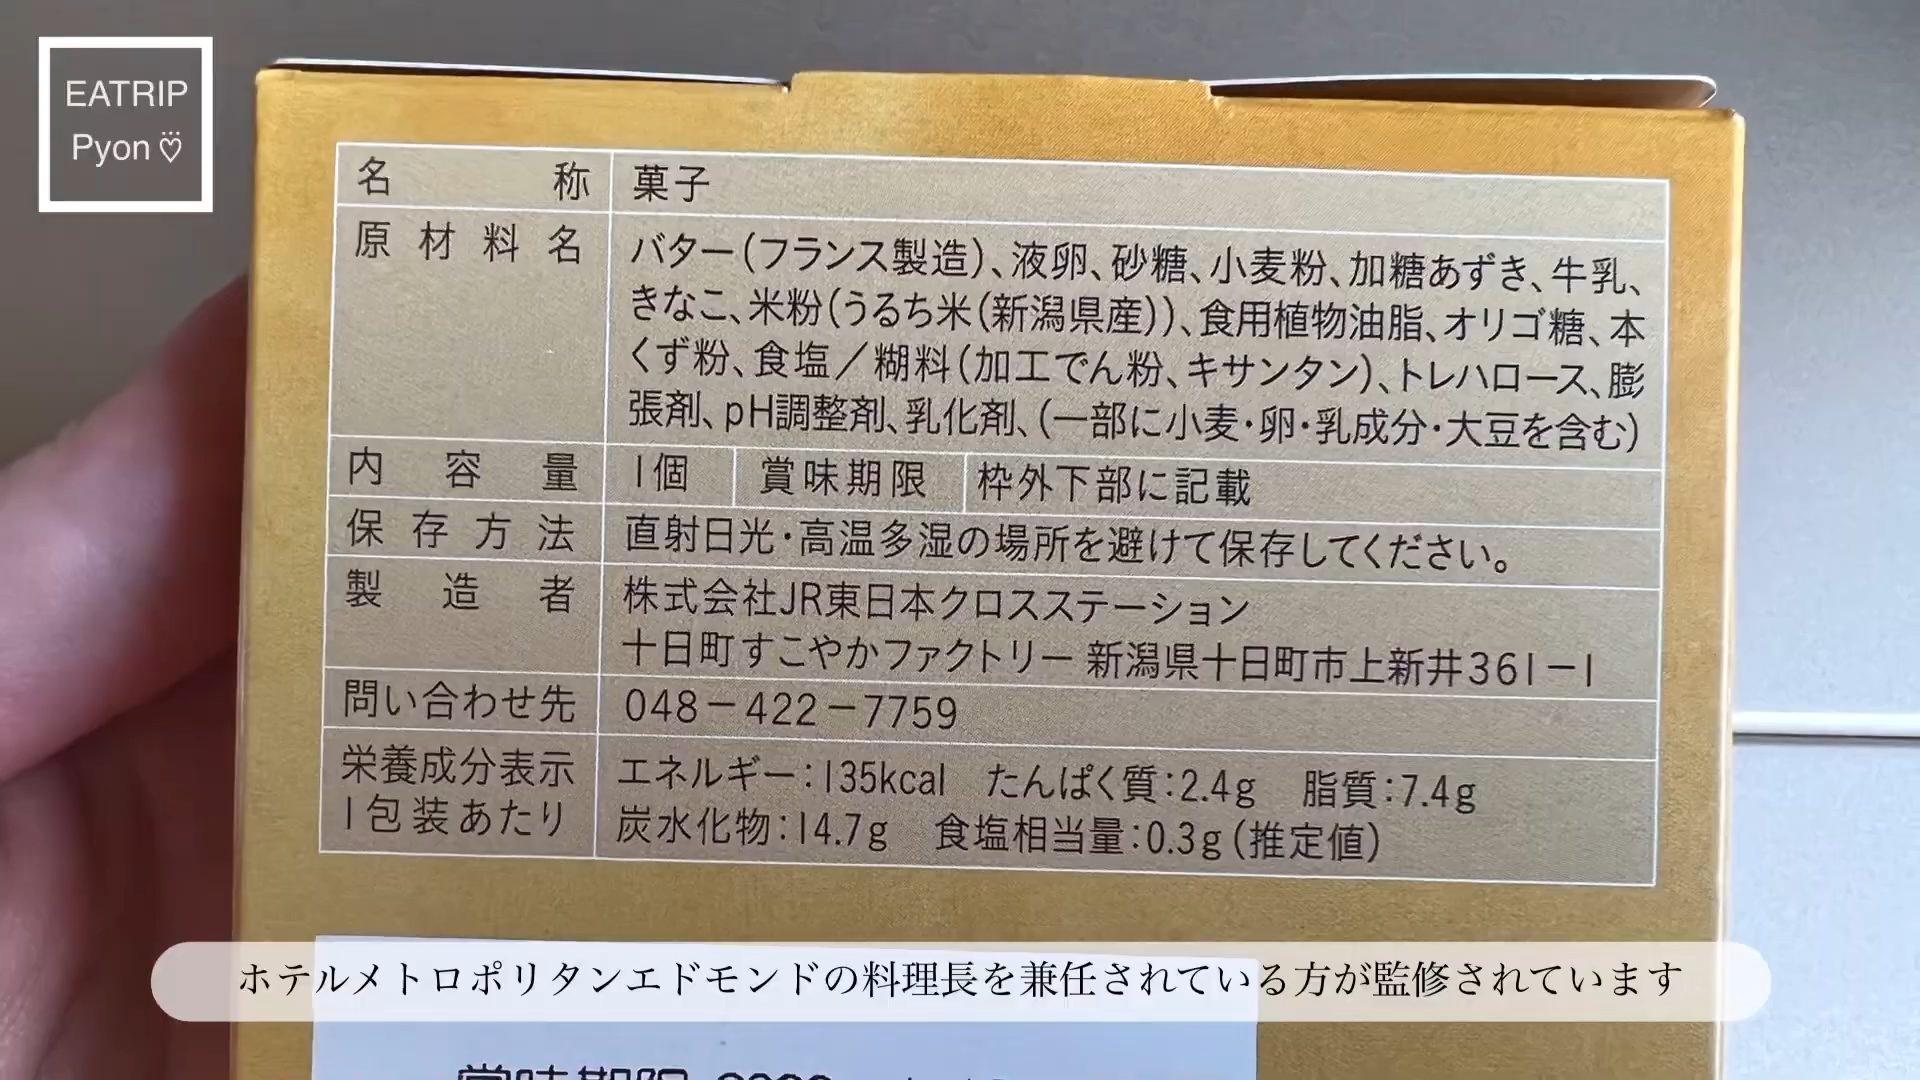 EATRIP
Pyon♡
名称 菓子
原材料名 バター(フランス製造)、液卵、砂糖、小麦粉、加糖あずき、牛乳、
きなこ、米粉(うるち米(新潟県産))、食用植物油脂、オリゴ糖、本
くず粉、食塩/糊料(加工でん粉、キサンタン)、トレハロース、膨
張剤、pH調整剤、乳化剤、(一部に小麦・卵・乳成分・大豆を含む)
内容量 1個 賞味期限 枠外下部に記載
保存方法 直射日光・高温多湿の場所を避けて保存してください。
製造者 株式会社JR東日本クロスステーション
十日町すこやかファクトリー 新潟県十日町市上新井361-1
問い合わせ先 048-422-7759
栄養成分表示 エネルギー:135kcal たんぱく質:2.4g 脂質:7.4g
1包装あたり 炭水化物:14.7g 食塩相当量:0.3g(推定値)
ホテルメトロポリタンエドモンドの料理長を兼任されている方が監修されています
賞味期限